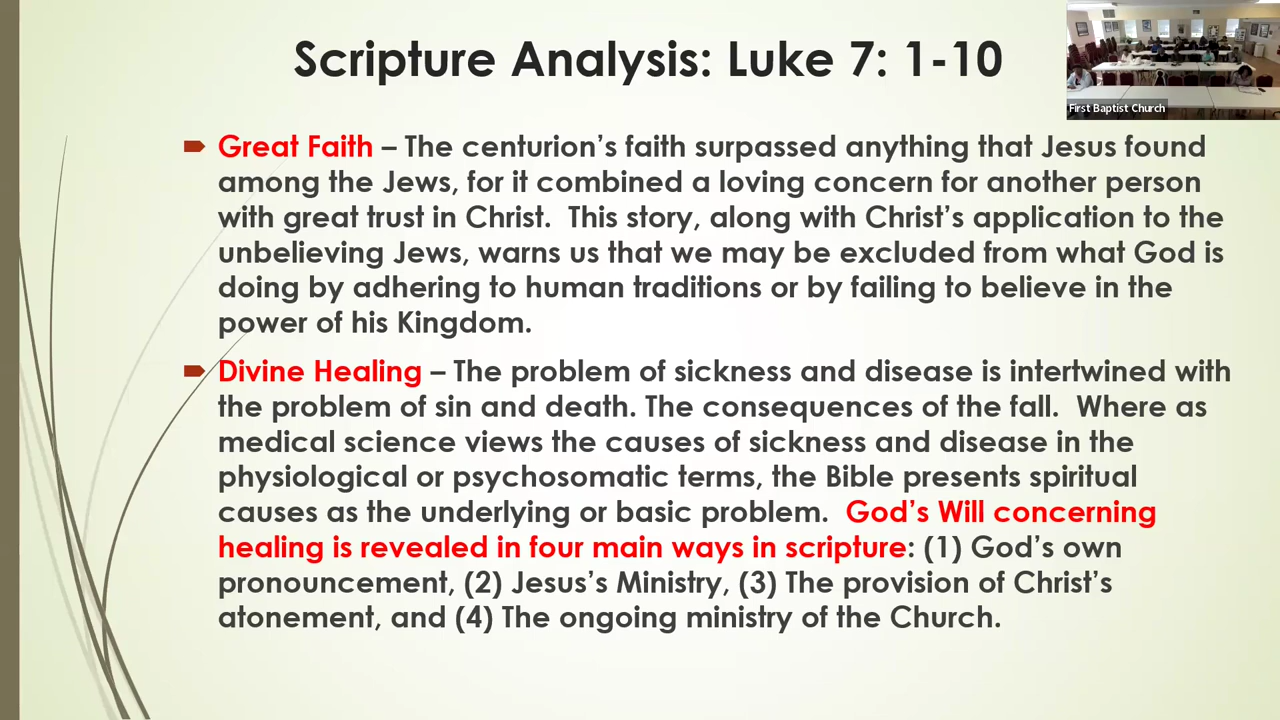 Scripture Analysis: Luke 7: 1-10
First Baptist Church
Great Faith – The centurion’s faith surpassed anything that Jesus found
among the Jews, for it combined a loving concern for another person
with great trust in Christ.  This story, along with Christ’s application to the
unbelieving Jews, warns us that we may be excluded from what God is
doing by adhering to human traditions or by failing to believe in the
power of his Kingdom.
Divine Healing – The problem of sickness and disease is intertwined with
the problem of sin and death. The consequences of the fall.  Where as
medical science views the causes of sickness and disease in the
physiological or psychosomatic terms, the Bible presents spiritual
causes as the underlying or basic problem.  God’s Will concerning
healing is revealed in four main ways in scripture: (1) God’s own
pronouncement, (2) Jesus’s Ministry, (3) The provision of Christ’s
atonement, and (4) The ongoing ministry of the Church.